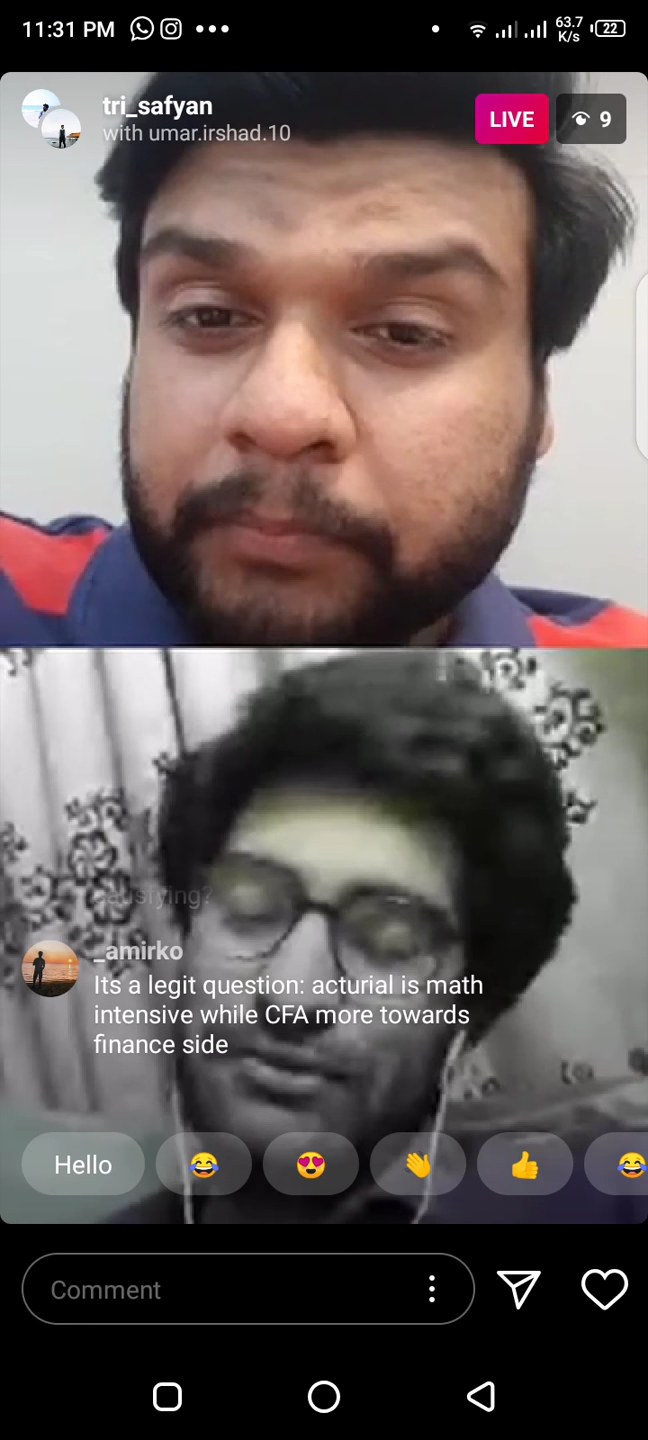 11:31 PM
63.7
K/s
22
tri_safyan
with umar.irshad.10
LIVE
9
satisfying?
_amirko
Its a legit question: acturial is math
intensive while CFA more towards
finance side
Hello
Comment